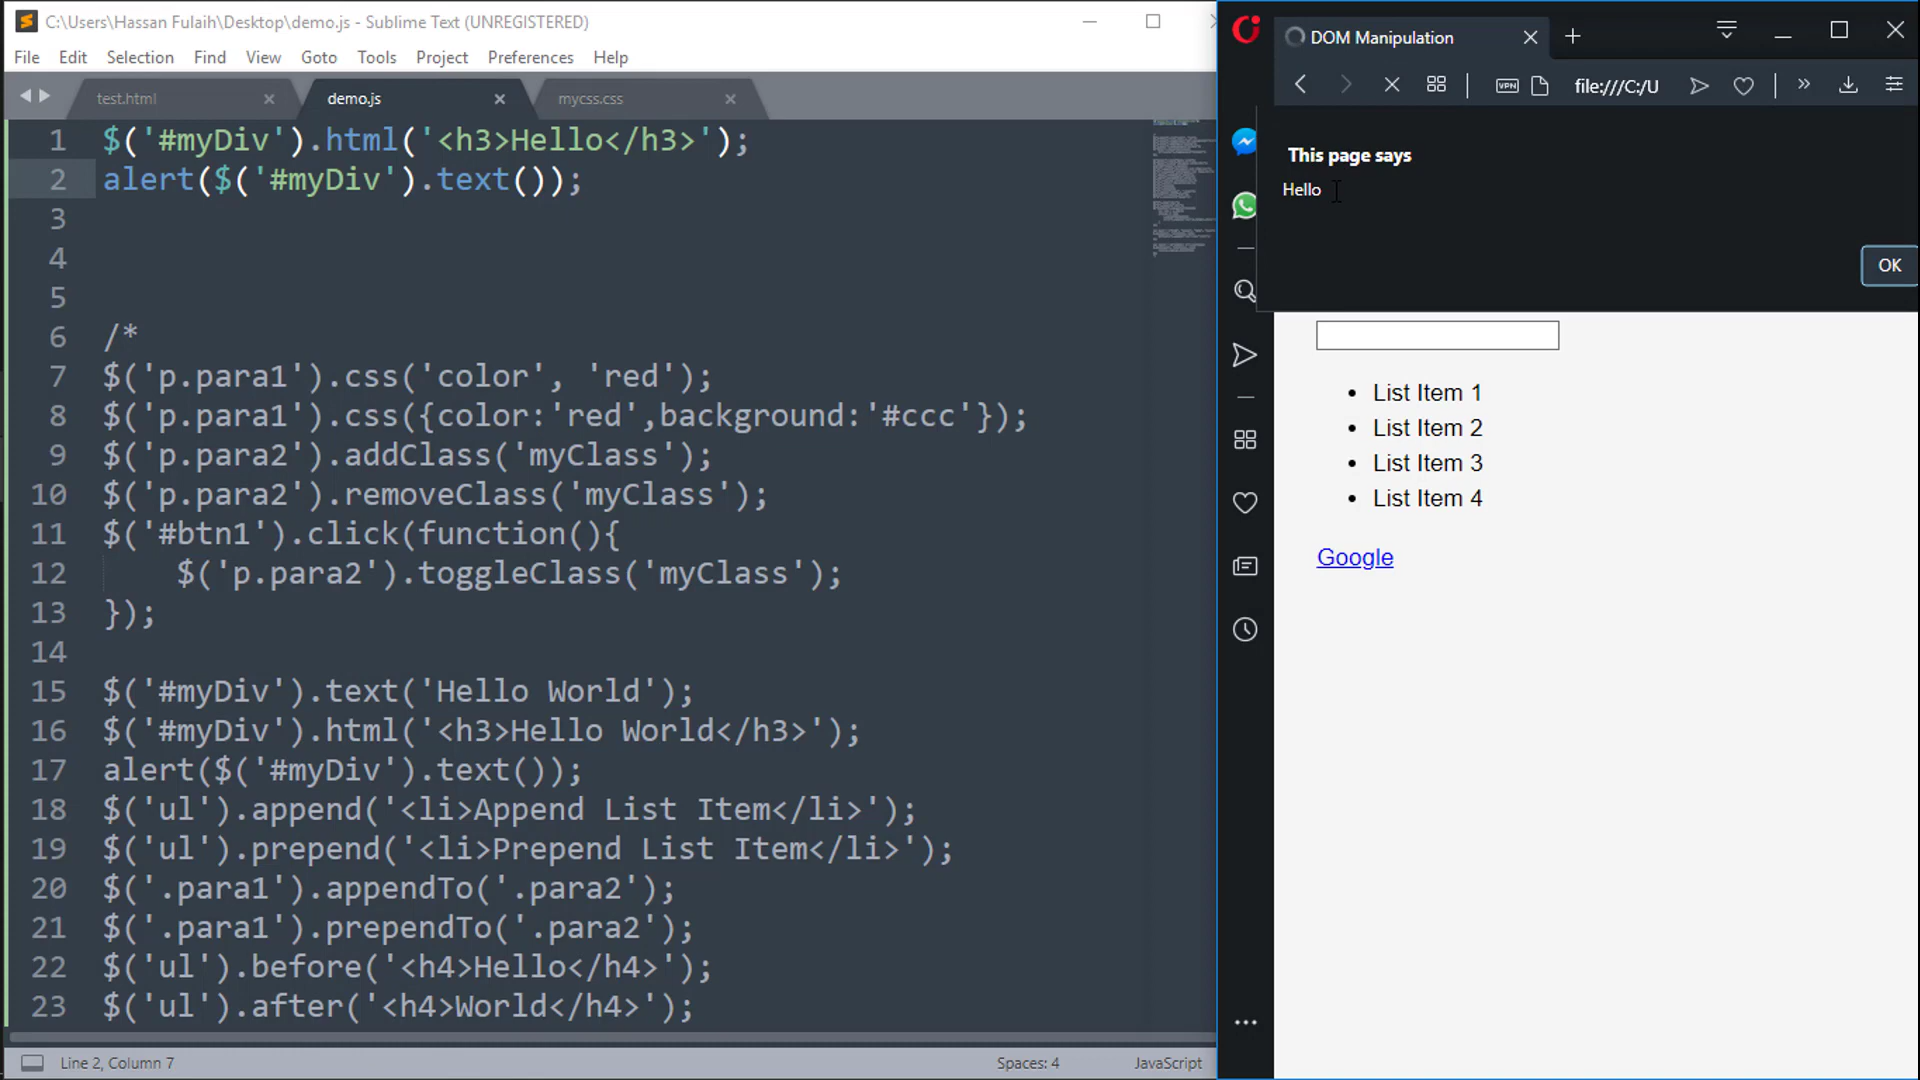 C:\Users\Hassan Fulaih\Desktop\demo.js - Sublime Text (UNREGISTERED)
File Edit Selection Find View Goto Tools Project Preferences Help
test.html demo.js mycss.css
1 $('#myDiv').html('<h3>Hello</h3>');
2 alert($('#myDiv').text());
3
4
5
6 /*
7 $('p.para1').css('color', 'red');
8 $('p.para1').css({color:'red',background:'#ccc'});
9 $('p.para2').addClass('myClass');
10 $('p.para2').removeClass('myClass');
11 $('#btn1').click(function(){
12     $('p.para2').toggleClass('myClass');
13 });
14
15 $('#myDiv').text('Hello World');
16 $('#myDiv').html('<h3>Hello World</h3>');
17 alert($('#myDiv').text());
18 $('ul').append('<li>Append List Item</li>');
19 $('ul').prepend('<li>Prepend List Item</li>');
20 $('.para1').appendTo('.para2');
21 $('.para1').prependTo('.para2');
22 $('ul').before('<h4>Hello</h4>');
23 $('ul').after('<h4>World</h4>');
Line 2, Column 7 Spaces: 4 JavaScript
DOM Manipulation
VPN file:///C:/U
This page says
Hello
OK
• List Item 1
• List Item 2
• List Item 3
• List Item 4
Google